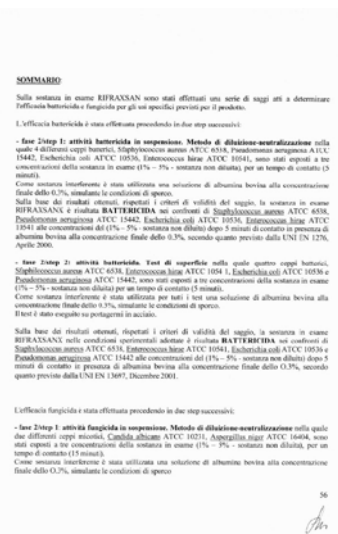 SOMMARIO:
Sulla sostanza in esame RIFRAXSAN sono stati effettuati una serie di saggi atti a determinare
l'efficacia battericida e fungicida per gli usi specifici previsti per il prodotto.
L'efficacia battericida è stata effettuata procedendo in due step successivi:
- fase 2/step 1: attività battericida in sospensione. Metodo di diluizione-neutralizzazione nella
quale 4 differenti ceppi batterici, Staphylococcus aureus ATCC 6538, Pseudomonas aeruginosa ATCC
15442, Escherichia coli ATCC 10536, Enterococcus hirae ATCC 10541, sono stati esposti a tre
concentrazioni della sostanza in esame (1% – 5% - sostanza non diluita), per un tempo di contatto (5
minuti).
Come sostanza interferente è stata utilizzata una soluzione di albumina bovina alla concentrazione
finale dello 0.3%, simulante le condizioni di sporco.
Sulla base dei risultati ottenuti, rispettati i criteri di validità del saggio, la sostanza in esame
RIFRAXSANX è risultata BATTERICIDA nei confronti di Staphylococcus aureus ATCC 6538,
Pseudomonas aeruginosa ATCC 15442, Escherichia coli ATCC 10536, Enterococcus hirae ATCC
10541 alle concentrazioni del (1% – 5% - sostanza non diluita) dopo 5 minuti di contatto in presenza di
albumina bovina alla concentrazione finale dello 0.3%, secondo quanto previsto dalla UNI EN 1276,
Aprile 2000.
- fase 2/step 2: attività battericida. Test di superficie nella quale quattro ceppi batterici,
Staphilococcus aureus ATCC 6538, Enterococcus hirae ATCC 1054 1, Escherichia coli ATCC 10536 e
Pseudomonas aeruginosa ATCC 15442, sono stati esposti a tre concentrazioni della sostanza in esame
(1% – 5% - sostanza non diluita) per un tempo di contatto (5 minuti).
Come sostanza interferente è stata utilizzata per tutti i test una soluzione di albumina bovina alla
concentrazione finale dello 0.3%, simulante le condizioni di sporco.
Il test è stato eseguito su portagermi in acciaio.
Sulla base dei risultati ottenuti, rispettati i criteri di validità del saggio, la sostanza in esame
RIFRAXSANX nelle condizioni sperimentali adottate è risultata BATTERICIDA nei confronti di
Staphylococcus aureus ATCC 6538, Enterococcus hirae ATCC 10541, Escherichia coli ATCC 10536 e
Pseudomonas aeruginosa ATCC 15442 alle concentrazioni del (1% – 5% - sostanza non diluita) dopo 5
minuti di contatto in presenza di albumina bovina alla concentrazione finale dello O.3%, secondo
quanto previsto dalla UNI EN 13697, Dicembre 2001.
L'efficacia fungicida è stata effettuata procedendo in due step successivi:
- fase 2/step 1: attività fungicida in sospensione. Metodo di diluizione-neutralizzazione nella quale
due differenti ceppi micotici, Candida albicans ATCC 10231, Aspergillus niger ATCC 16404, sono
stati esposti a tre concentrazioni della sostanza in esame (1% – 5% - sostanza non diluita), per un
tempo di contatto (15 minuti).
Come sostanza interferente è stata utilizzata una soluzione di albumina bovina alla concentrazione
finale dello O.3%, simulante le condizioni di sporco
56